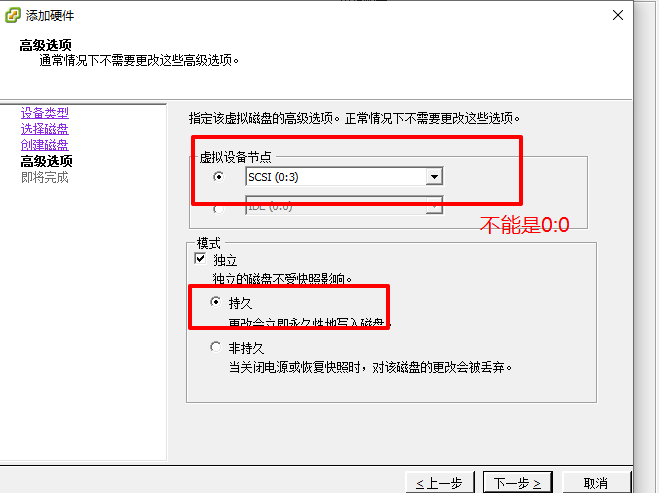 添加硬件
高级选项
通常情况下不需要更改这些高级选项。
设备类型
选择磁盘
创建磁盘
高级选项
即将完成
指定该虚拟磁盘的高级选项。正常情况下不需要更改这些选项。
虚拟设备节点
SCSI (0:3)
IDE (0:0)
不能是0:0
模式
独立
独立的磁盘不受快照影响。
持久
更改会立即永久性地写入磁盘。
非持久
当关闭电源或恢复快照时，对该磁盘的更改会被丢弃。
< 上一步
下一步 >
取消